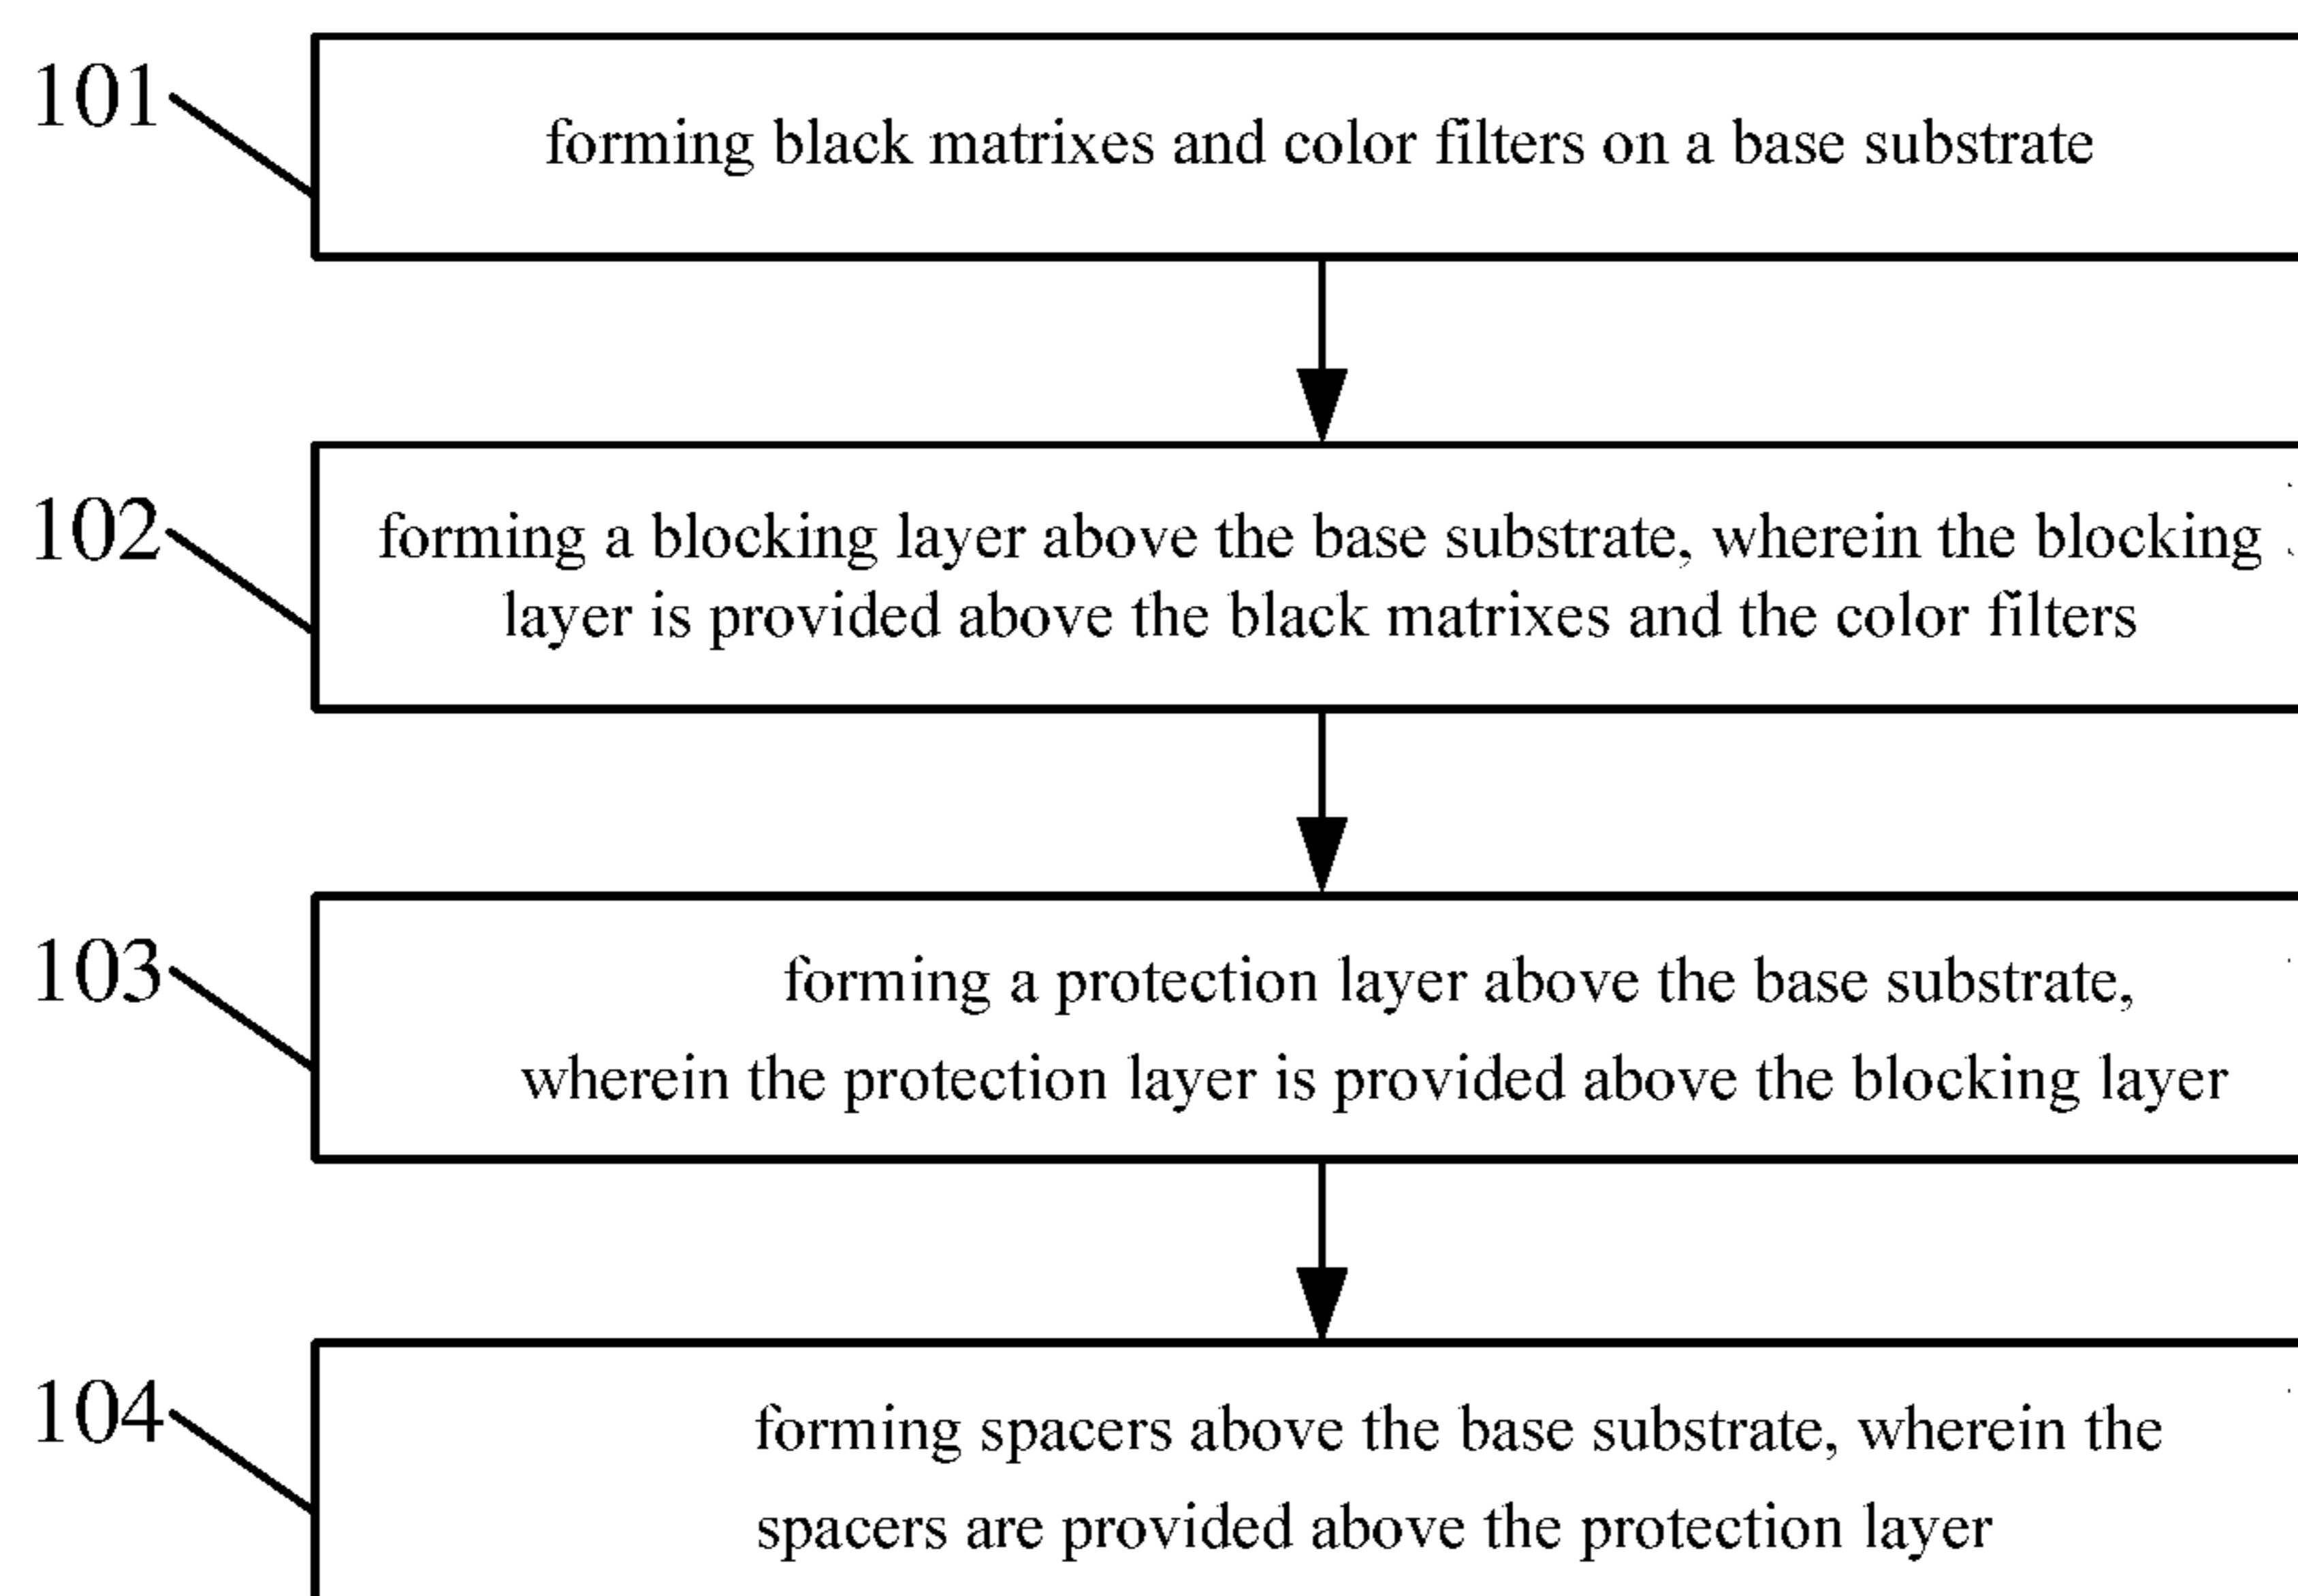 101
forming black matrixes and color filters on a base substrate
102
forming a blocking layer above the base substrate, wherein the blocking
layer is provided above the black matrixes and the color filters
103
forming a protection layer above the base substrate,
wherein the protection layer is provided above the blocking layer
104
forming spacers above the base substrate, wherein the
spacers are provided above the protection layer